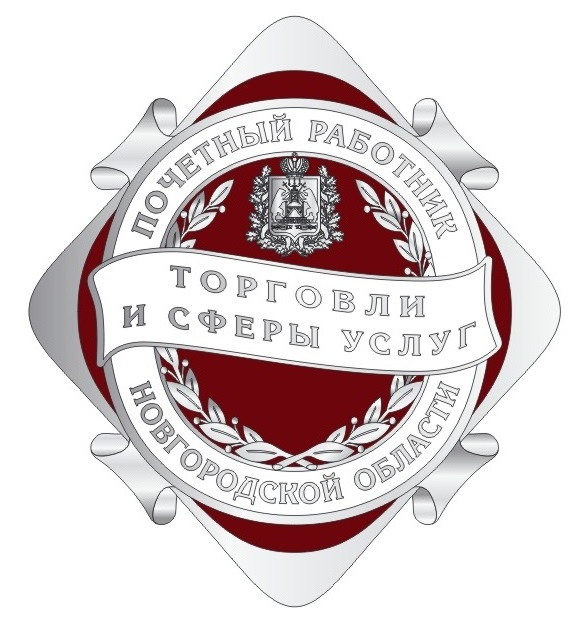 ПОЧЕТНЫЙ РАБОТНИК
ТОРГОВЛИ
И СФЕРЫ УСЛУГ
НОВГОРОДСКОЙ ОБЛАСТИ